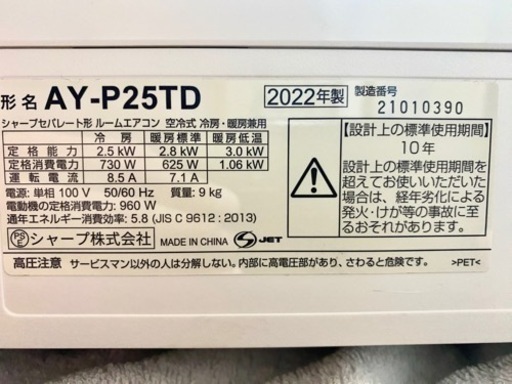 形名 AY-P25TD 2022年製 製造番号 21010390
シャープセパレート形 ルームエアコン 空冷式 冷房・暖房兼用
冷房 暖房標準 暖房低温
定格能力 2.5 kW 2.8 kW 3.0 kW
定格消費電力 730 W 625 W 1.06 kW
運転電流 8.5 A 7.1 A
電源: 単相 100 V 50/60 Hz 質量: 9 kg
電動機の定格消費電力: 960 W
通年エネルギー消費効率: 5.8 (JIS C 9612 : 2013)
PS E シャープ株式会社 MADE IN CHINA S JET
【設計上の標準使用期間】
10年
設計上の標準使用期間を
超えてお使いいただいた
場合は、経年劣化による
発火・けが等の事故に至
るおそれがあります。
高圧注意 サービスマン以外の人は分解しない。内部に高電圧部があり、さわると危険です。 >PET<